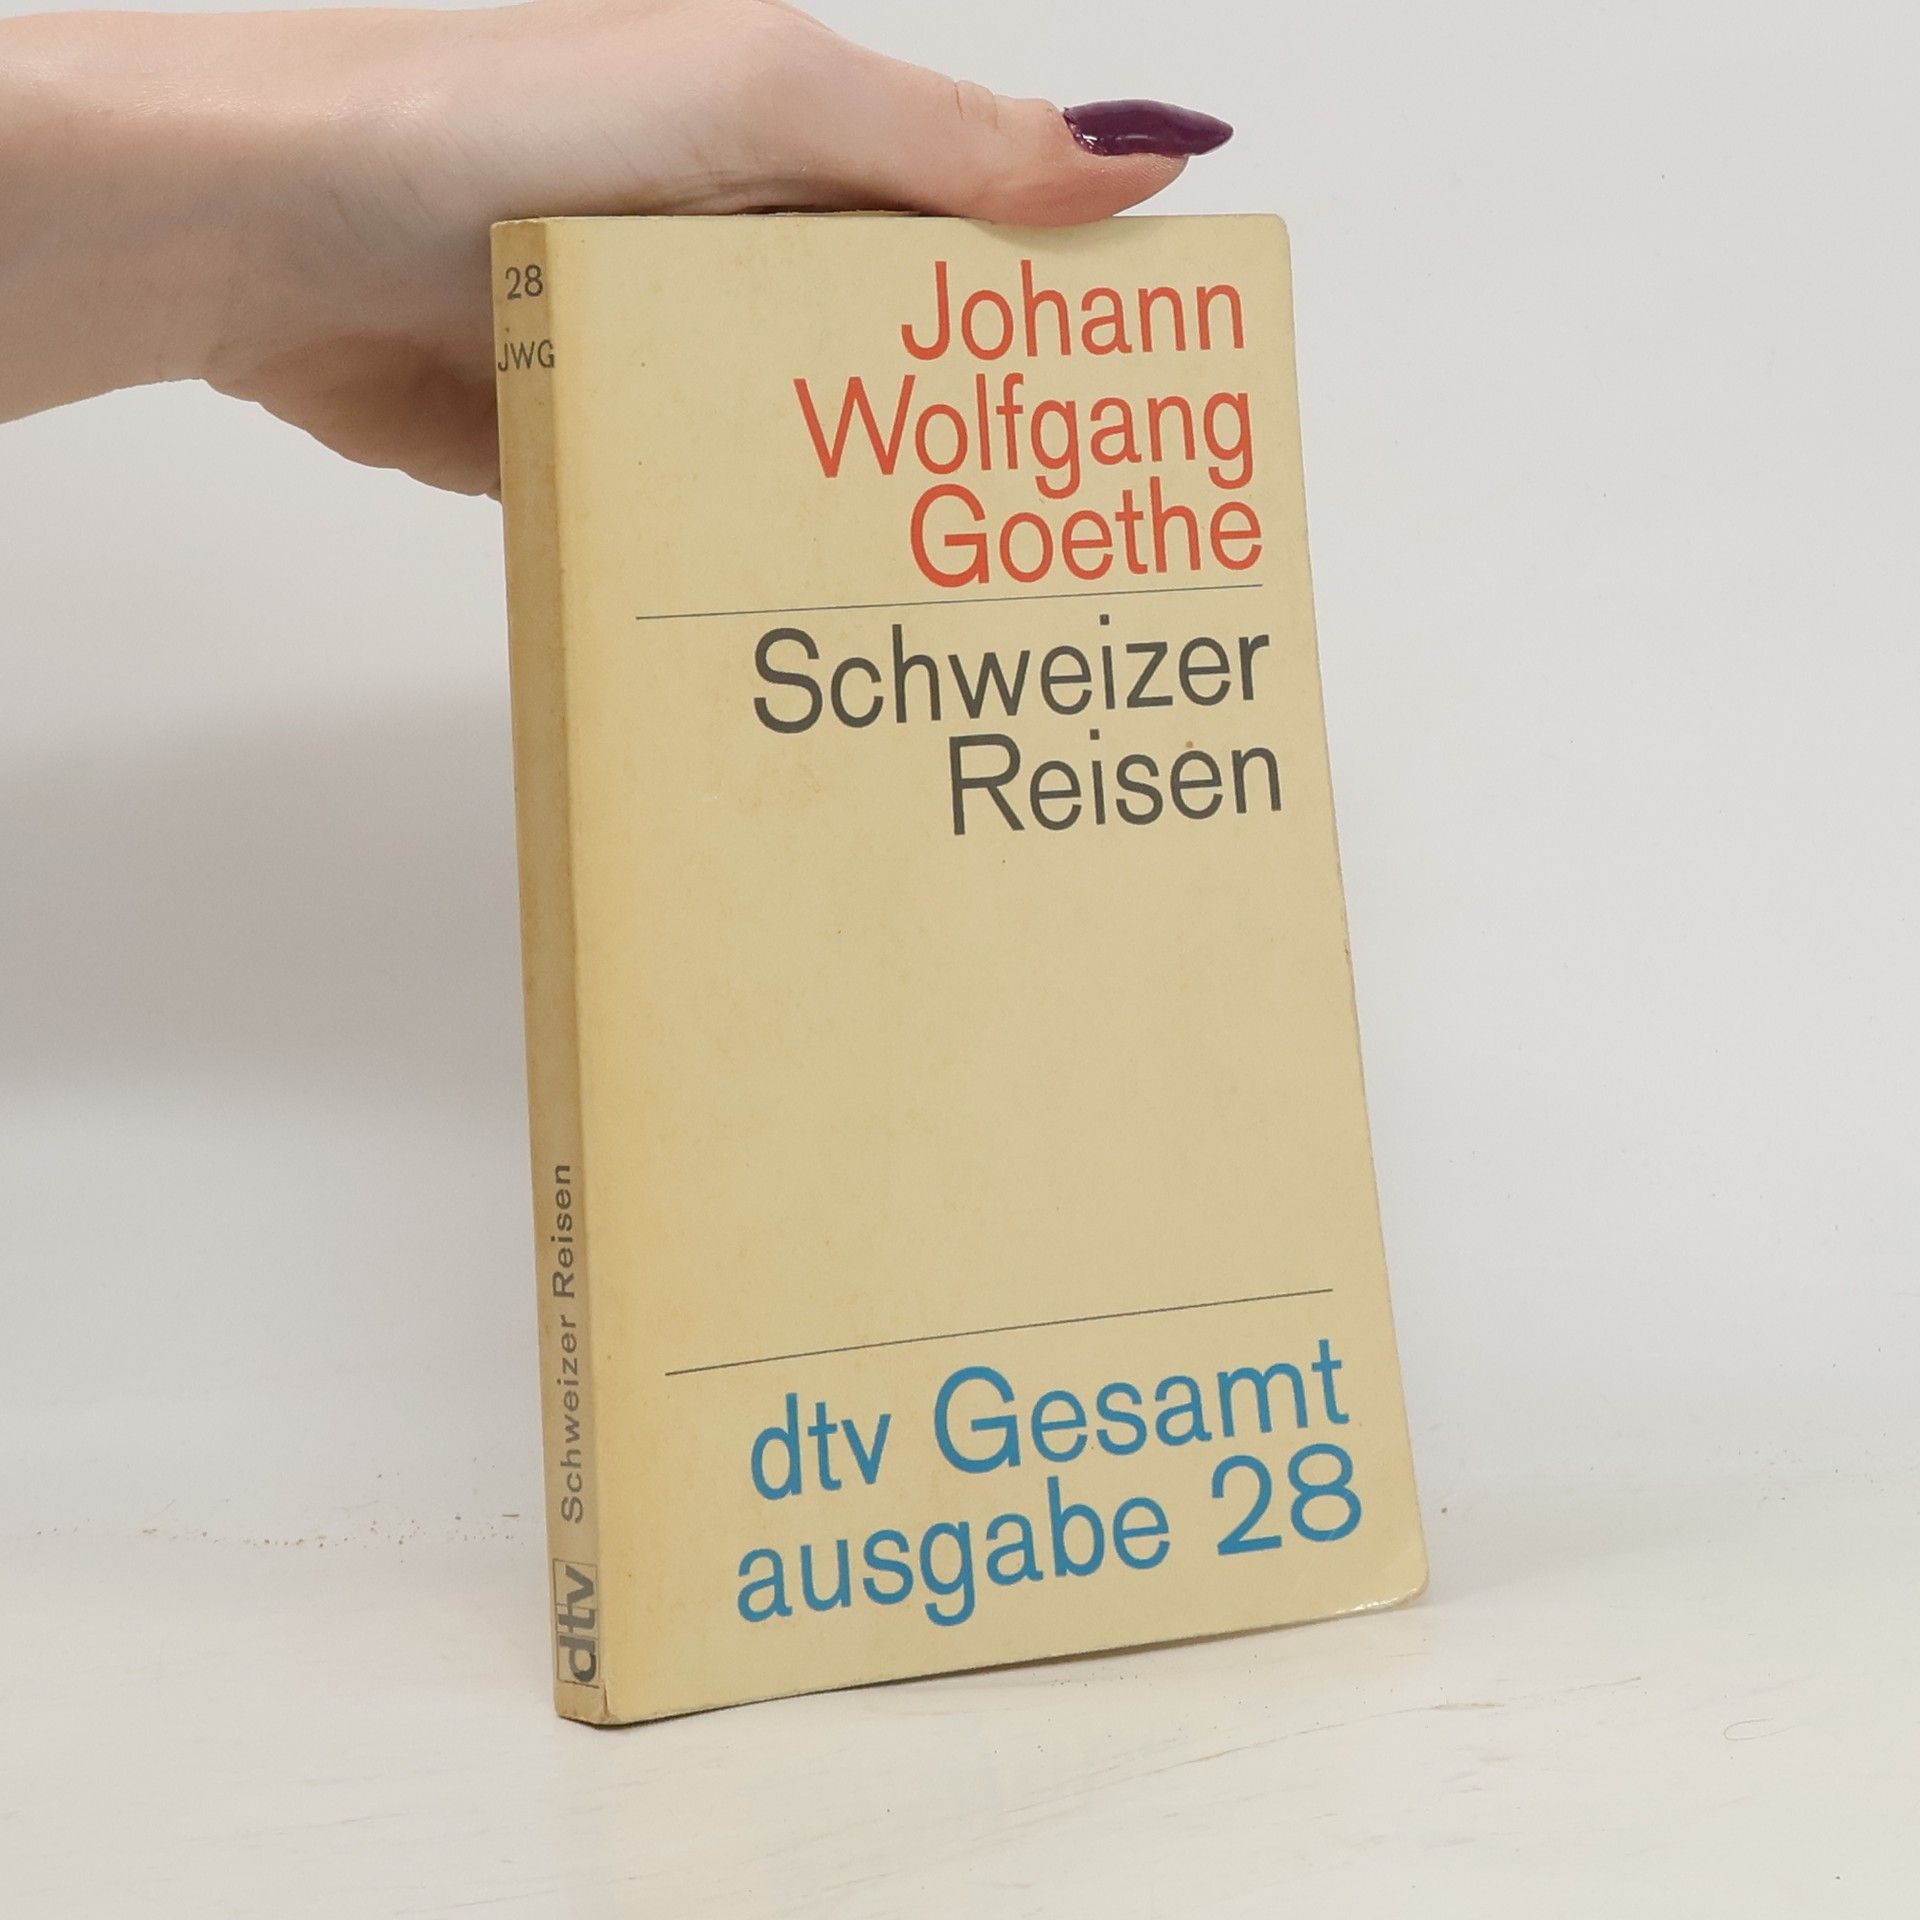 28
JWG
Schweizer Reisen
dtv
Johann
Wolfgang
Goethe
Schweizer
Reisen
dtv Gesamt
ausgabe 28